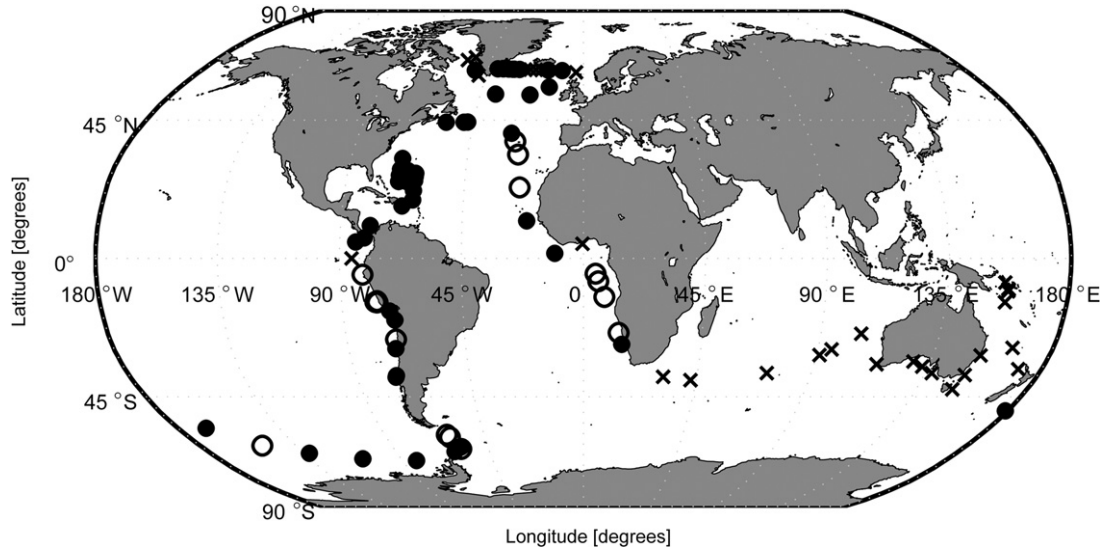 90 °N
45 °N
0°
180 °W
135 °W
90 °W
45 °W
0
45 °E
90 °E
135 °E
180 °E
45 °S
90 °S
Latitude [degrees]
Longitude [degrees]